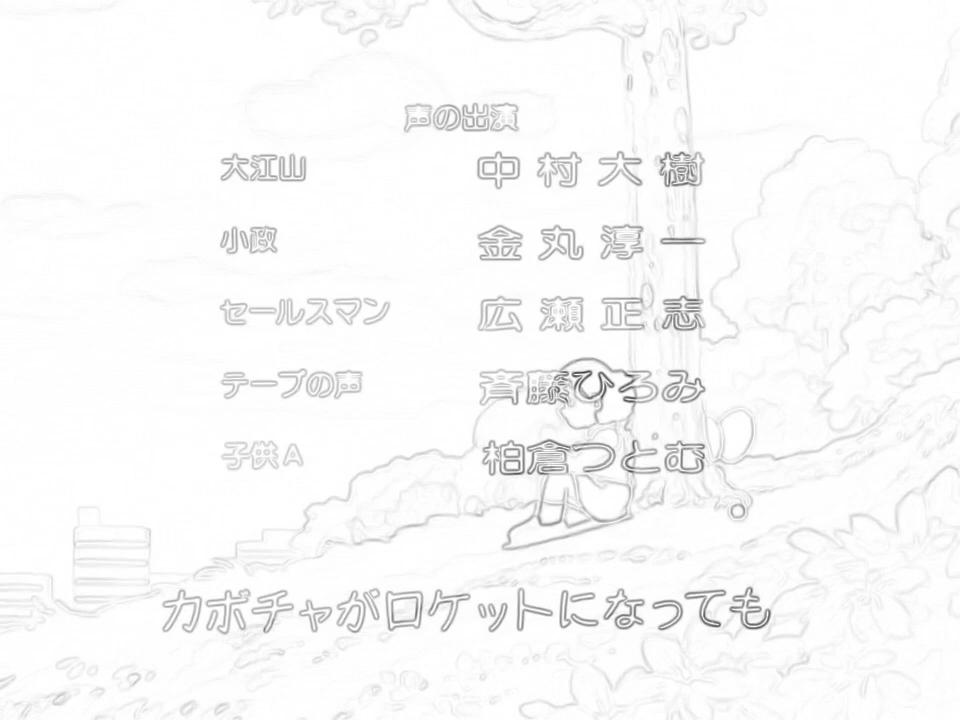 声の出演
大江山 中村大樹
小政 金丸淳一
セールスマン 広瀬正志
テープの声 斉藤ひろみ
子供A 柏倉つとむ
カボチャがロケットになっても